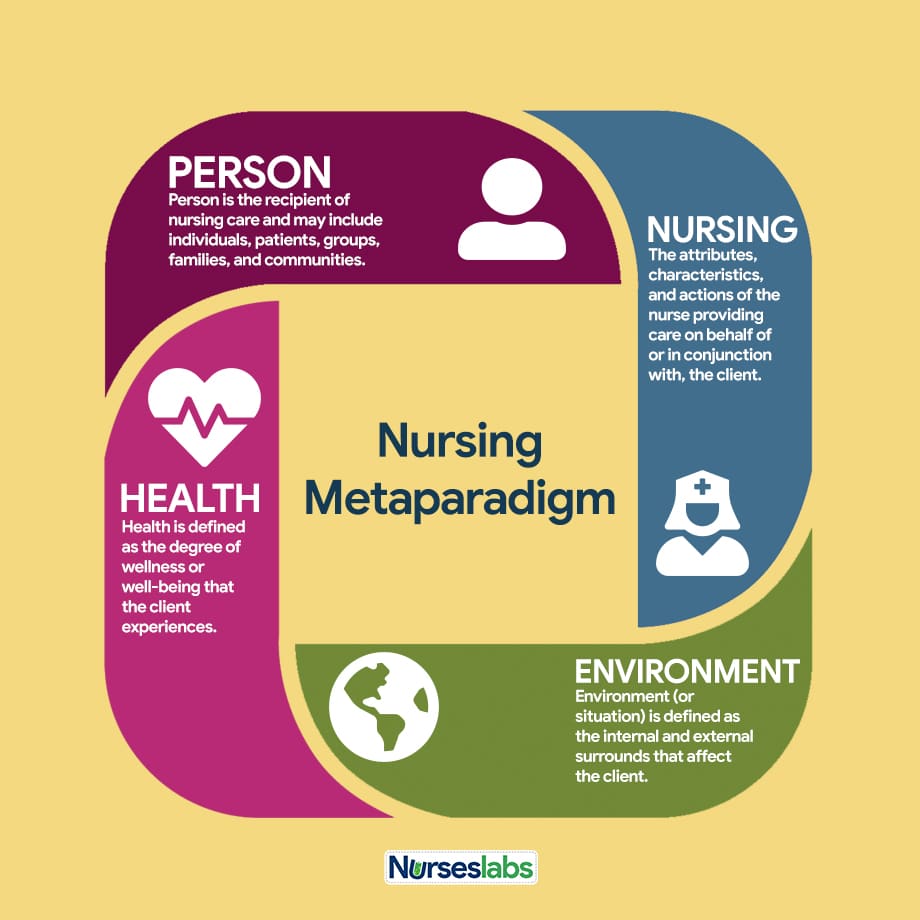 PERSON
Person is the recipient of
nursing care and may include
individuals, patients, groups,
families, and communities.
NURSING
The attributes,
characteristics,
and actions of the
nurse providing
care on behalf of
or in conjunction
with, the client.
Nursing
Metaparadigm
HEALTH
Health is defined
as the degree of
wellness or
well-being that
the client
experiences.
ENVIRONMENT
Environment (or
situation) is defined as
the internal and external
surrounds that affect
the client.
Nurseslabs